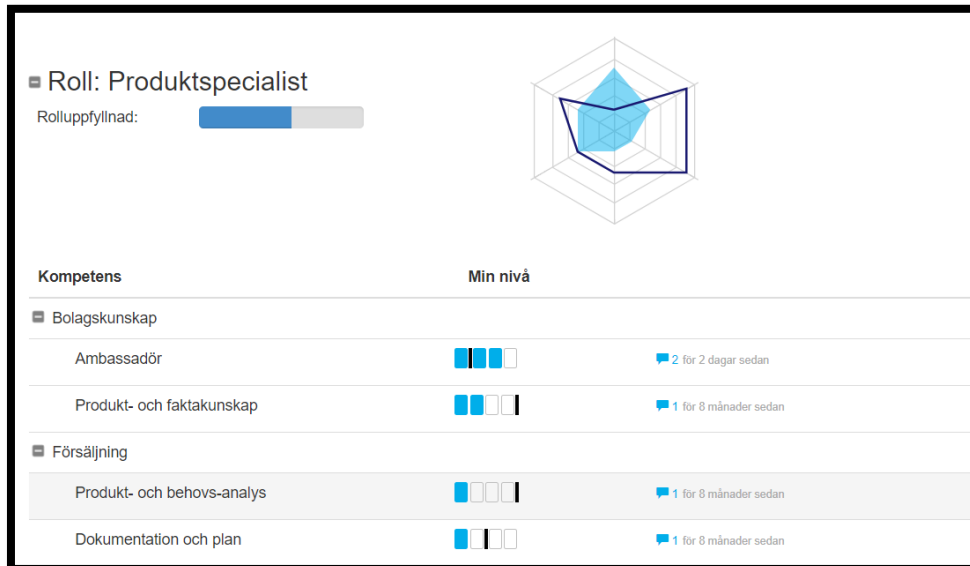 Roll: Produktspecialist
Rolluppfyllnad:
Kompetens Min nivå
Bolagskunskap
Ambassadör 2 för 2 dagar sedan
Produkt- och faktakunskap 1 för 8 månader sedan
Försäljning
Produkt- och behovs-analys 1 för 8 månader sedan
Dokumentation och plan 1 för 8 månader sedan